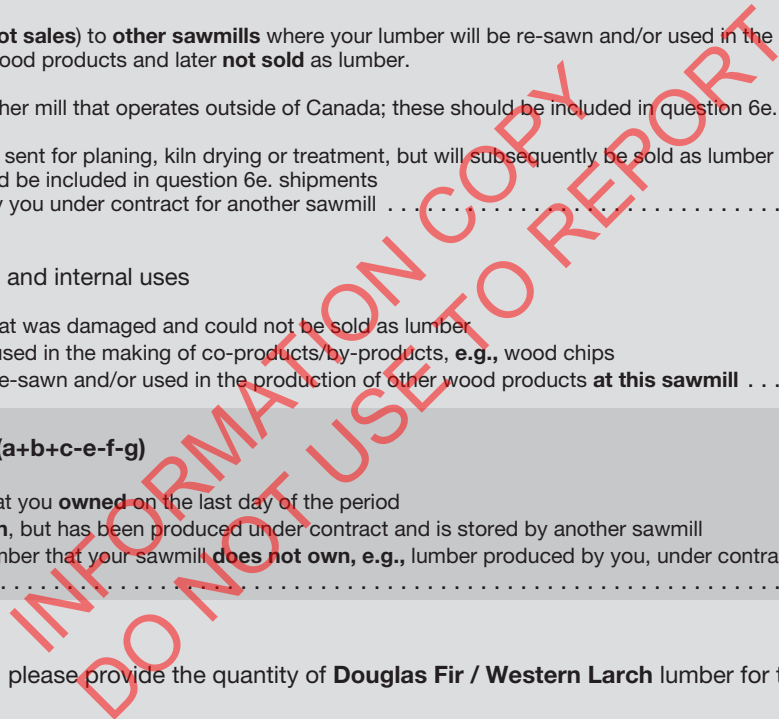 ot sales) to other sawmills where your lumber will be re-sawn and/or used in the
ood products and later not sold as lumber.
her mill that operates outside of Canada; these should be included in question 6e.
sent for planing, kiln drying or treatment, but will subsequently be sold as lumber
d be included in question 6e. shipments
y you under contract for another sawmill . . . . . . . . . . . . . . . . . . . . . . . . . . . . . . . . . . . .
and internal uses
at was damaged and could not be sold as lumber
used in the making of co-products/by-products, e.g., wood chips
e-sawn and/or used in the production of other wood products at this sawmill . . .
(a+b+c-e-f-g)
at you owned on the last day of the period
n, but has been produced under contract and is stored by another sawmill
mber that your sawmill does not own, e.g., lumber produced by you, under contra
. . . . . . . . . . . . . . . . . . . . . . . . . . . . . . . . . . . . . . . . . . . . . . . . . . . . . . . . . . . . . . . . . . . .
please provide the quantity of Douglas Fir / Western Larch lumber for t
INFORMATION COPY
DO NOT USE TO REPORT